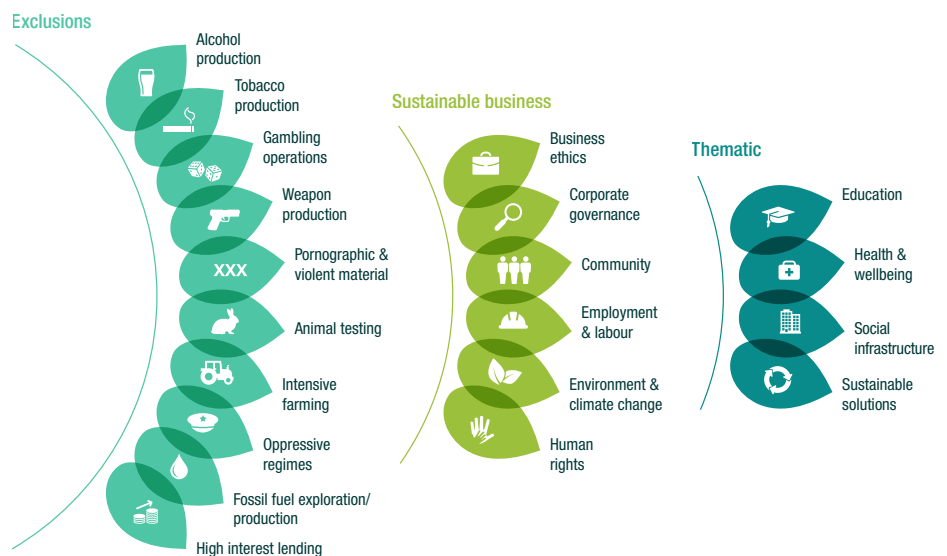 Exclusions
Alcohol
production
Tobacco
production
Gambling
operations
Weapon
production
XXX
Pornographic &
violent material
Animal testing
Intensive
farming
Oppressive
regimes
Fossil fuel exploration/
production
High interest lending
Sustainable business
Business
ethics
Corporate
governance
Community
Employment
& labour
Environment &
climate change
Human
rights
Thematic
Education
Health &
wellbeing
Social
infrastructure
Sustainable
solutions